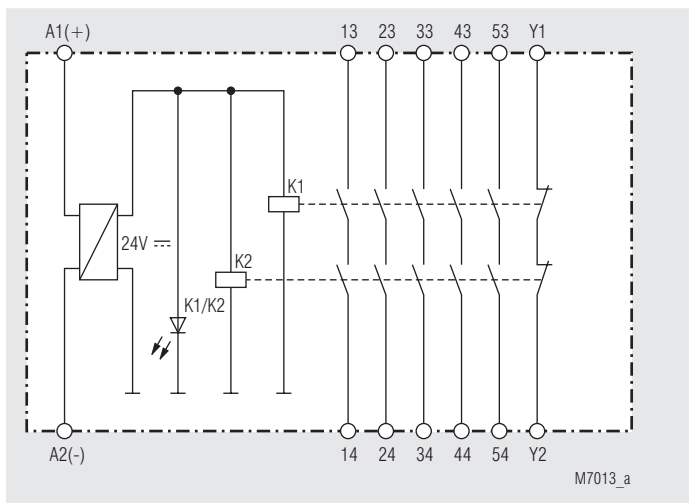 A1(+) 13 23 33 43 53 Y1
K1
24V
K2
K1/K2
A2(-) 14 24 34 44 54 Y2
M7013_a